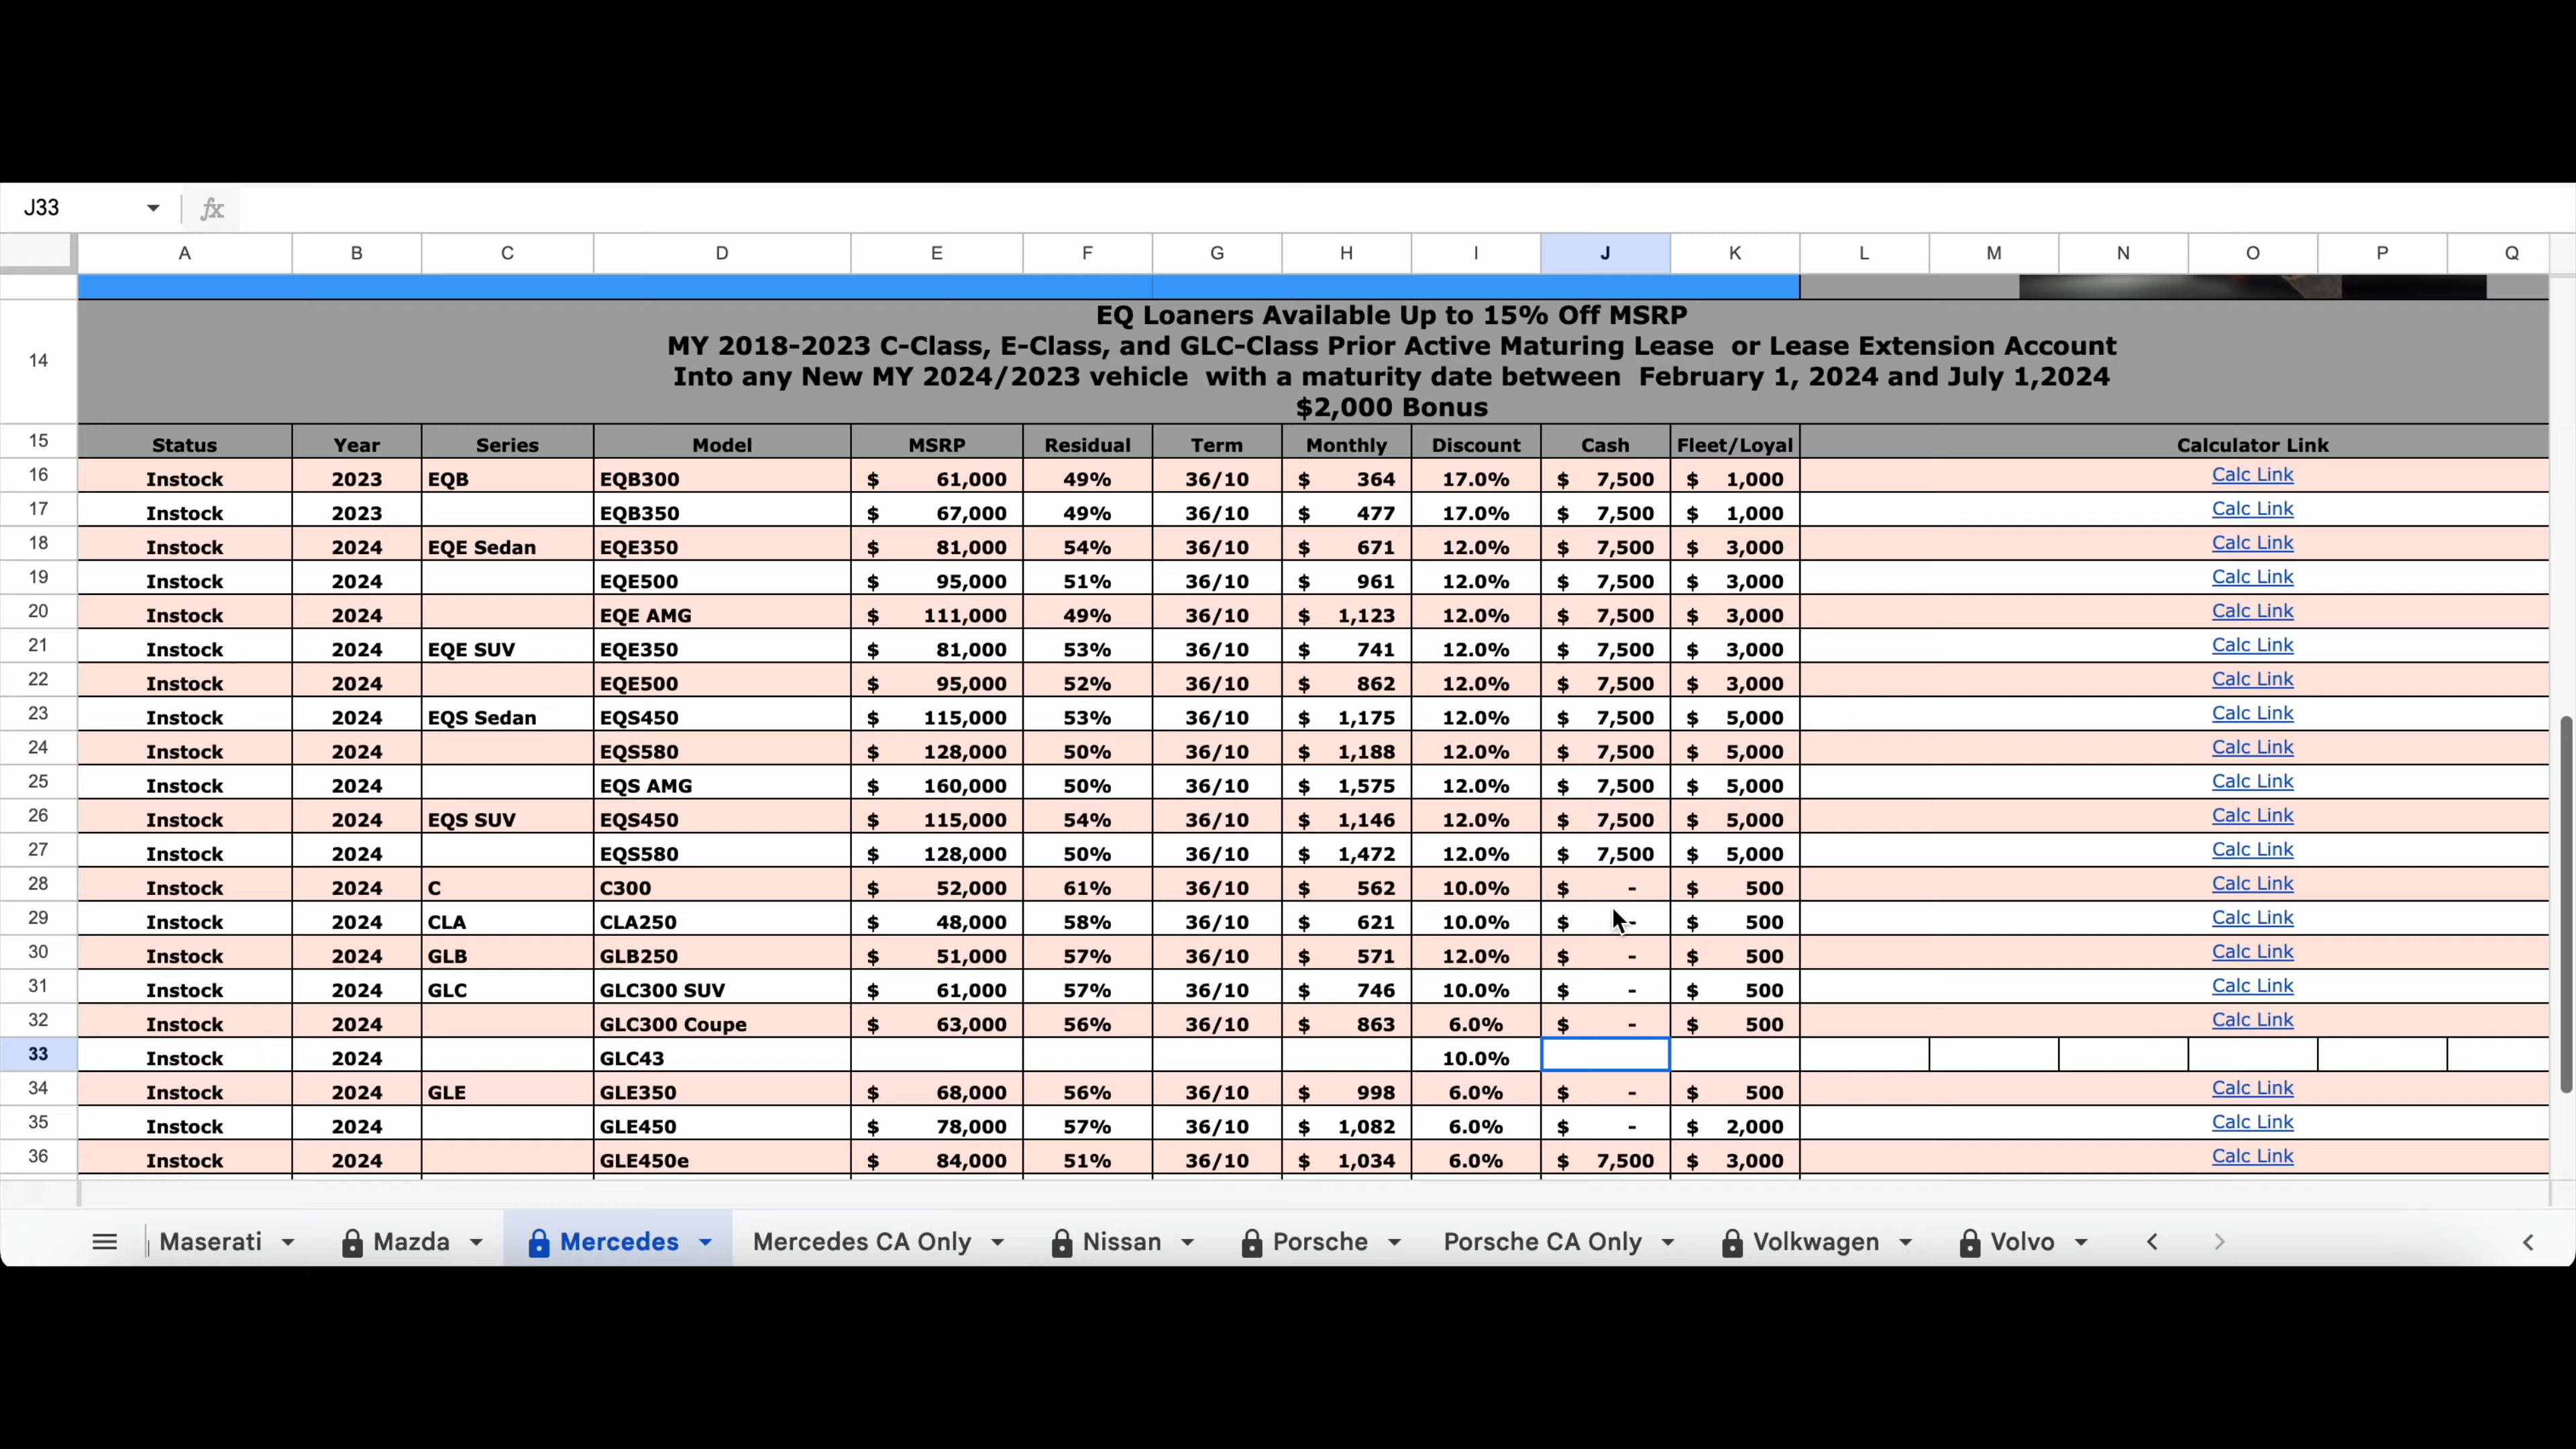 J33
fx
A B C D E F G H I J K L M N O P Q
14 EQ Loaners Available Up to 15% Off MSRP
MY 2018-2023 C-Class, E-Class, and GLC-Class Prior Active Maturing Lease or Lease Extension Account
Into any New MY 2024/2023 vehicle with a maturity date between February 1, 2024 and July 1,2024
$2,000 Bonus
15 Status Year Series Model MSRP Residual Term Monthly Discount Cash Fleet/Loyal Calculator Link
16 Instock 2023 EQB EQB300 $ 61,000 49% 36/10 $ 364 17.0% $ 7,500 $ 1,000 Calc Link
17 Instock 2023 EQB350 $ 67,000 49% 36/10 $ 477 17.0% $ 7,500 $ 1,000 Calc Link
18 Instock 2024 EQE Sedan EQE350 $ 81,000 54% 36/10 $ 671 12.0% $ 7,500 $ 3,000 Calc Link
19 Instock 2024 EQE500 $ 95,000 51% 36/10 $ 961 12.0% $ 7,500 $ 3,000 Calc Link
20 Instock 2024 EQE AMG $ 111,000 49% 36/10 $ 1,123 12.0% $ 7,500 $ 3,000 Calc Link
21 Instock 2024 EQE SUV EQE350 $ 81,000 53% 36/10 $ 741 12.0% $ 7,500 $ 3,000 Calc Link
22 Instock 2024 EQE500 $ 95,000 52% 36/10 $ 862 12.0% $ 7,500 $ 3,000 Calc Link
23 Instock 2024 EQS Sedan EQS450 $ 115,000 53% 36/10 $ 1,175 12.0% $ 7,500 $ 5,000 Calc Link
24 Instock 2024 EQS580 $ 128,000 50% 36/10 $ 1,188 12.0% $ 7,500 $ 5,000 Calc Link
25 Instock 2024 EQS AMG $ 160,000 50% 36/10 $ 1,575 12.0% $ 7,500 $ 5,000 Calc Link
26 Instock 2024 EQS SUV EQS450 $ 115,000 54% 36/10 $ 1,146 12.0% $ 7,500 $ 5,000 Calc Link
27 Instock 2024 EQS580 $ 128,000 50% 36/10 $ 1,472 12.0% $ 7,500 $ 5,000 Calc Link
28 Instock 2024 C C300 $ 52,000 61% 36/10 $ 562 10.0% $ - $ 500 Calc Link
29 Instock 2024 CLA CLA250 $ 48,000 58% 36/10 $ 621 10.0% $ - $ 500 Calc Link
30 Instock 2024 GLB GLB250 $ 51,000 57% 36/10 $ 571 12.0% $ - $ 500 Calc Link
31 Instock 2024 GLC GLC300 SUV $ 61,000 57% 36/10 $ 746 10.0% $ - $ 500 Calc Link
32 Instock 2024 GLC300 Coupe $ 63,000 56% 36/10 $ 863 6.0% $ - $ 500 Calc Link
33 Instock 2024 GLC43 10.0%
34 Instock 2024 GLE GLE350 $ 68,000 56% 36/10 $ 998 6.0% $ - $ 500 Calc Link
35 Instock 2024 GLE450 $ 78,000 57% 36/10 $ 1,082 6.0% $ - $ 2,000 Calc Link
36 Instock 2024 GLE450e $ 84,000 51% 36/10 $ 1,034 6.0% $ 7,500 $ 3,000 Calc Link
Maserati Mazda Mercedes Mercedes CA Only Nissan Porsche Porsche CA Only Volkwagen Volvo